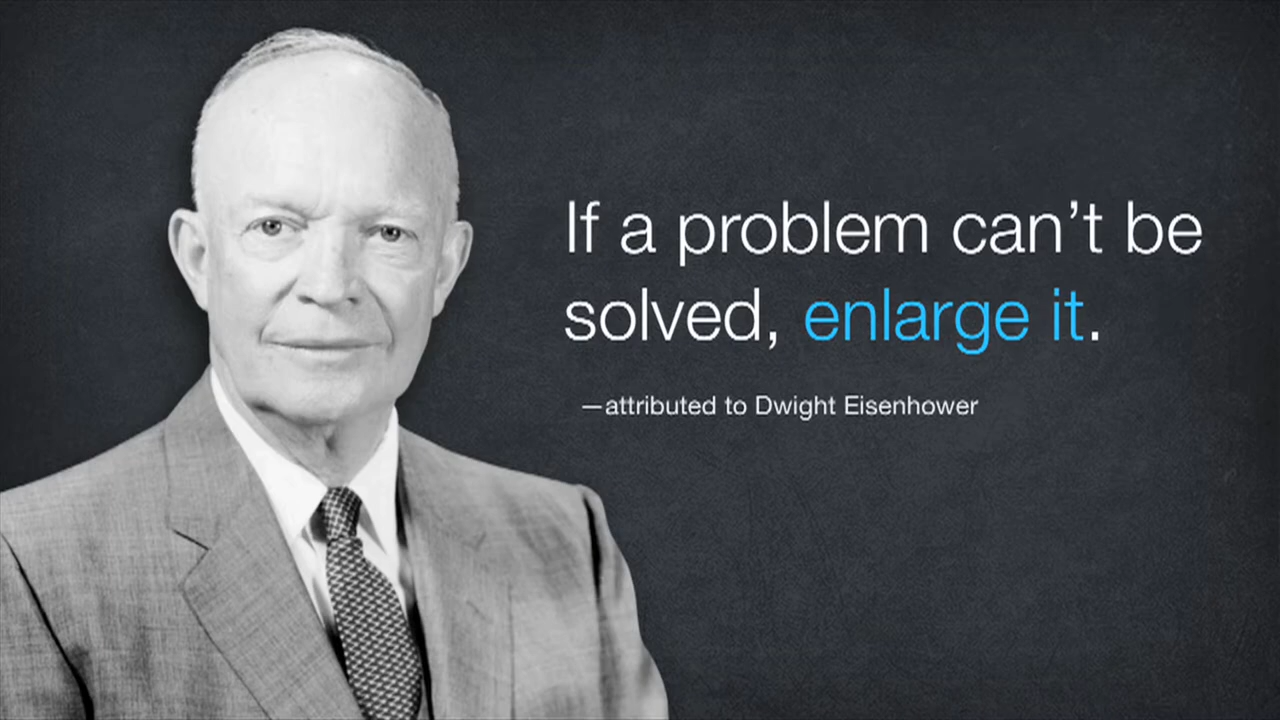 If a problem can’t be
solved, enlarge it.
—attributed to Dwight Eisenhower